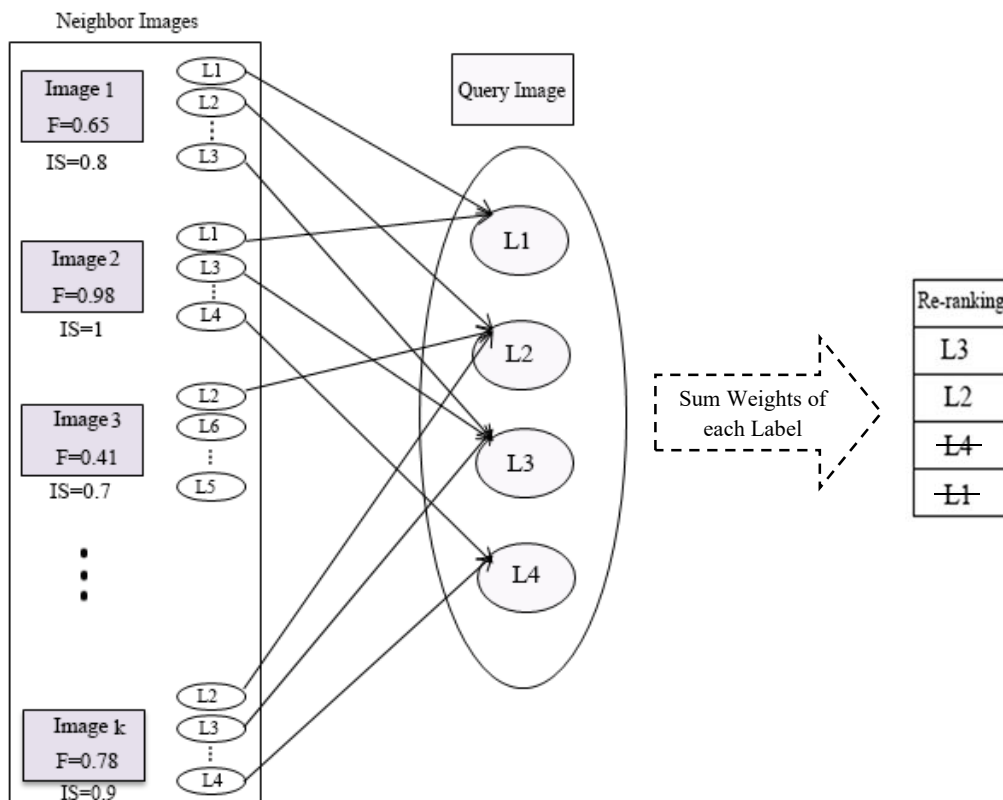 Neighbor Images
Image 1
F=0.65
IS=0.8
L1
L2
L3
Image 2
F=0.98
IS=1
L1
L3
L4
Image 3
F=0.41
IS=0.7
L2
L6
L5
Image k
F=0.78
IS=0.9
L2
L3
L4
Query Image
L1
L2
L3
L4
Sum Weights of
each Label
Re-ranking
L3
L2
L4
L1